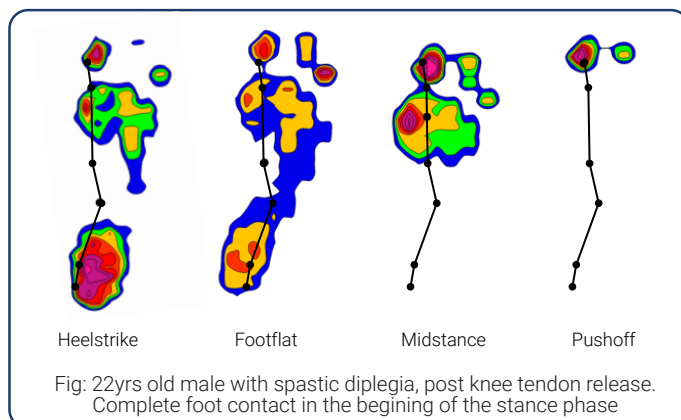 Heelstrike Footflat Midstance Pushoff
Fig: 22yrs old male with spastic diplegia, post knee tendon release.
Complete foot contact in the begining of the stance phase